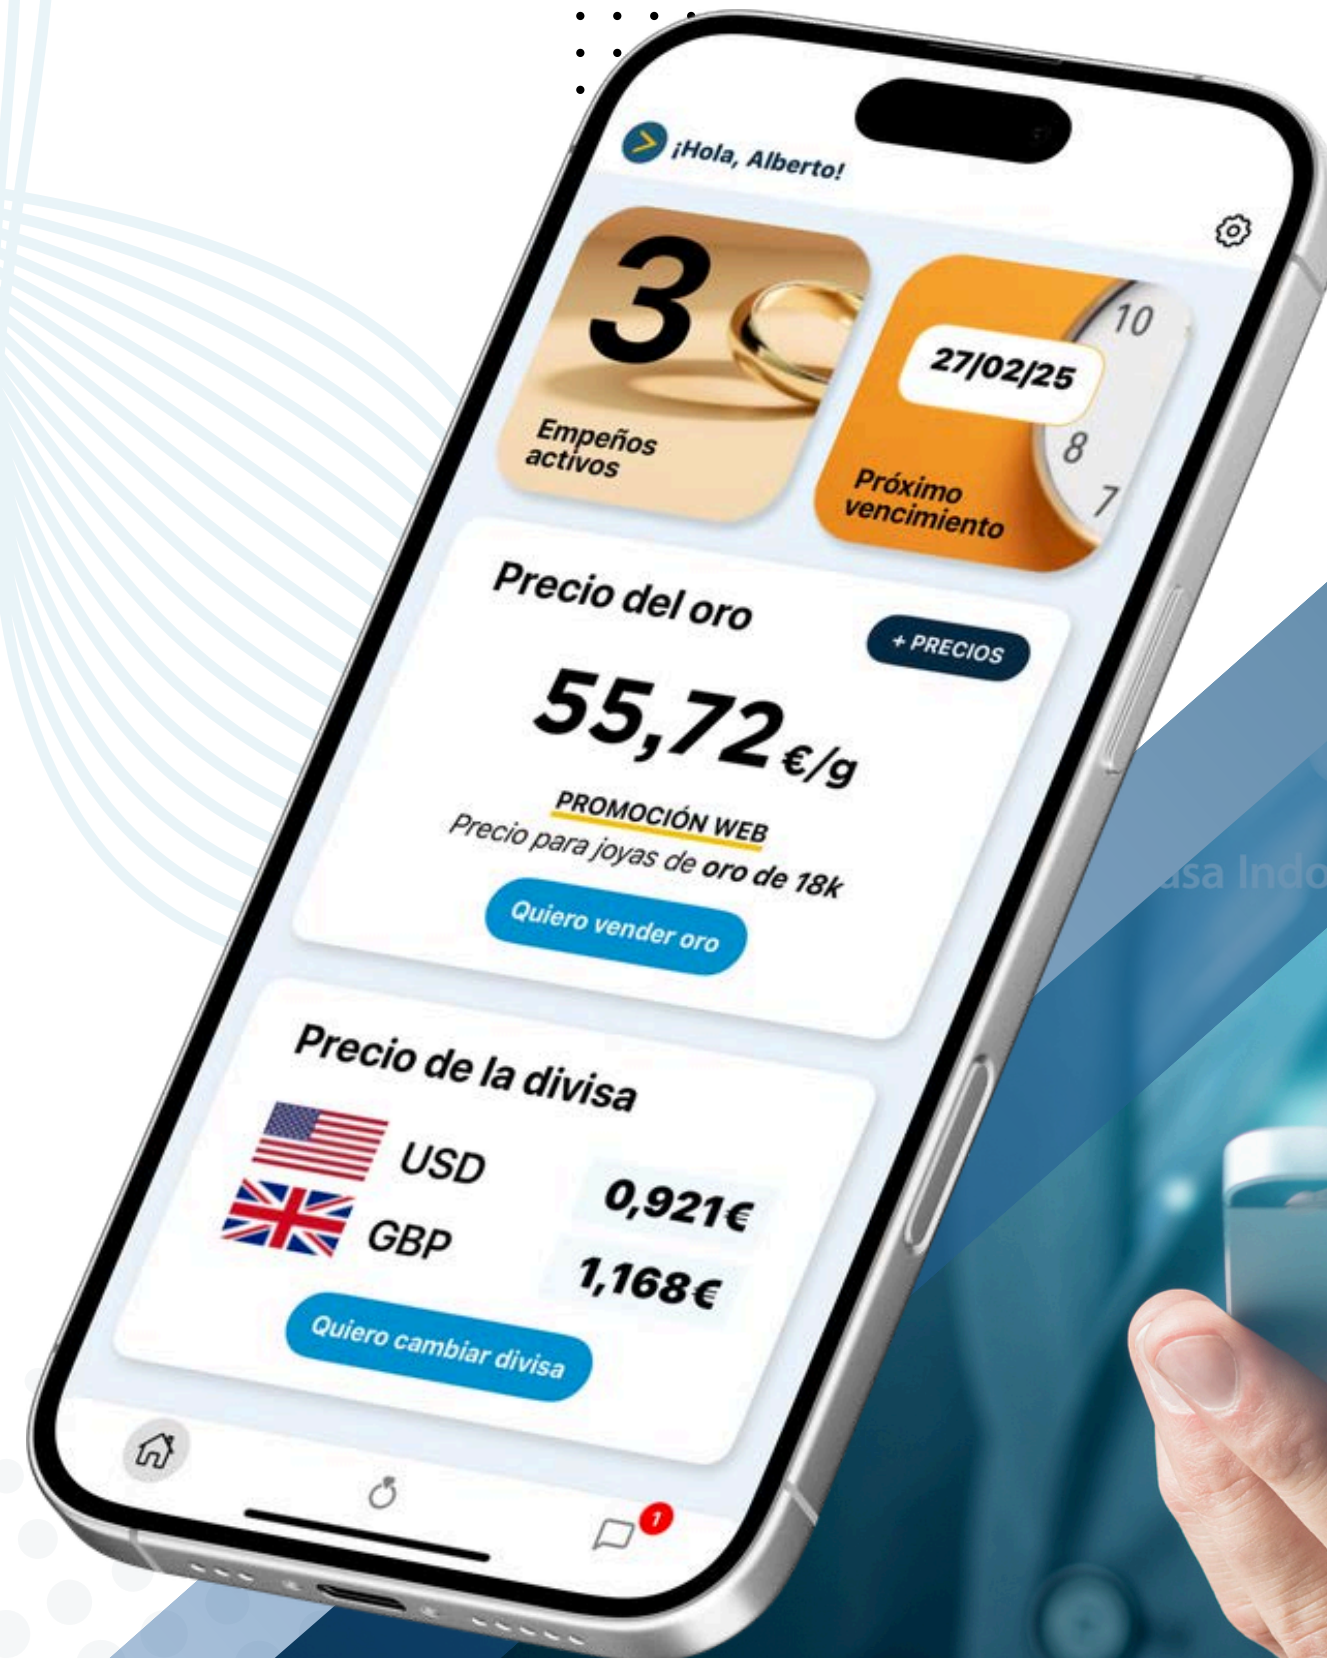 ¡Hola, Alberto!
3
Empeños
activos
10
8
7
27/02/25
Próximo
vencimiento
Precio del oro
+ PRECIOS
55,72 €/g
PROMOCIÓN WEB
Precio para joyas de oro de 18k
Quiero vender oro
Precio de la divisa
USD 0,921€
GBP 1,168€
Quiero cambiar divisa
1